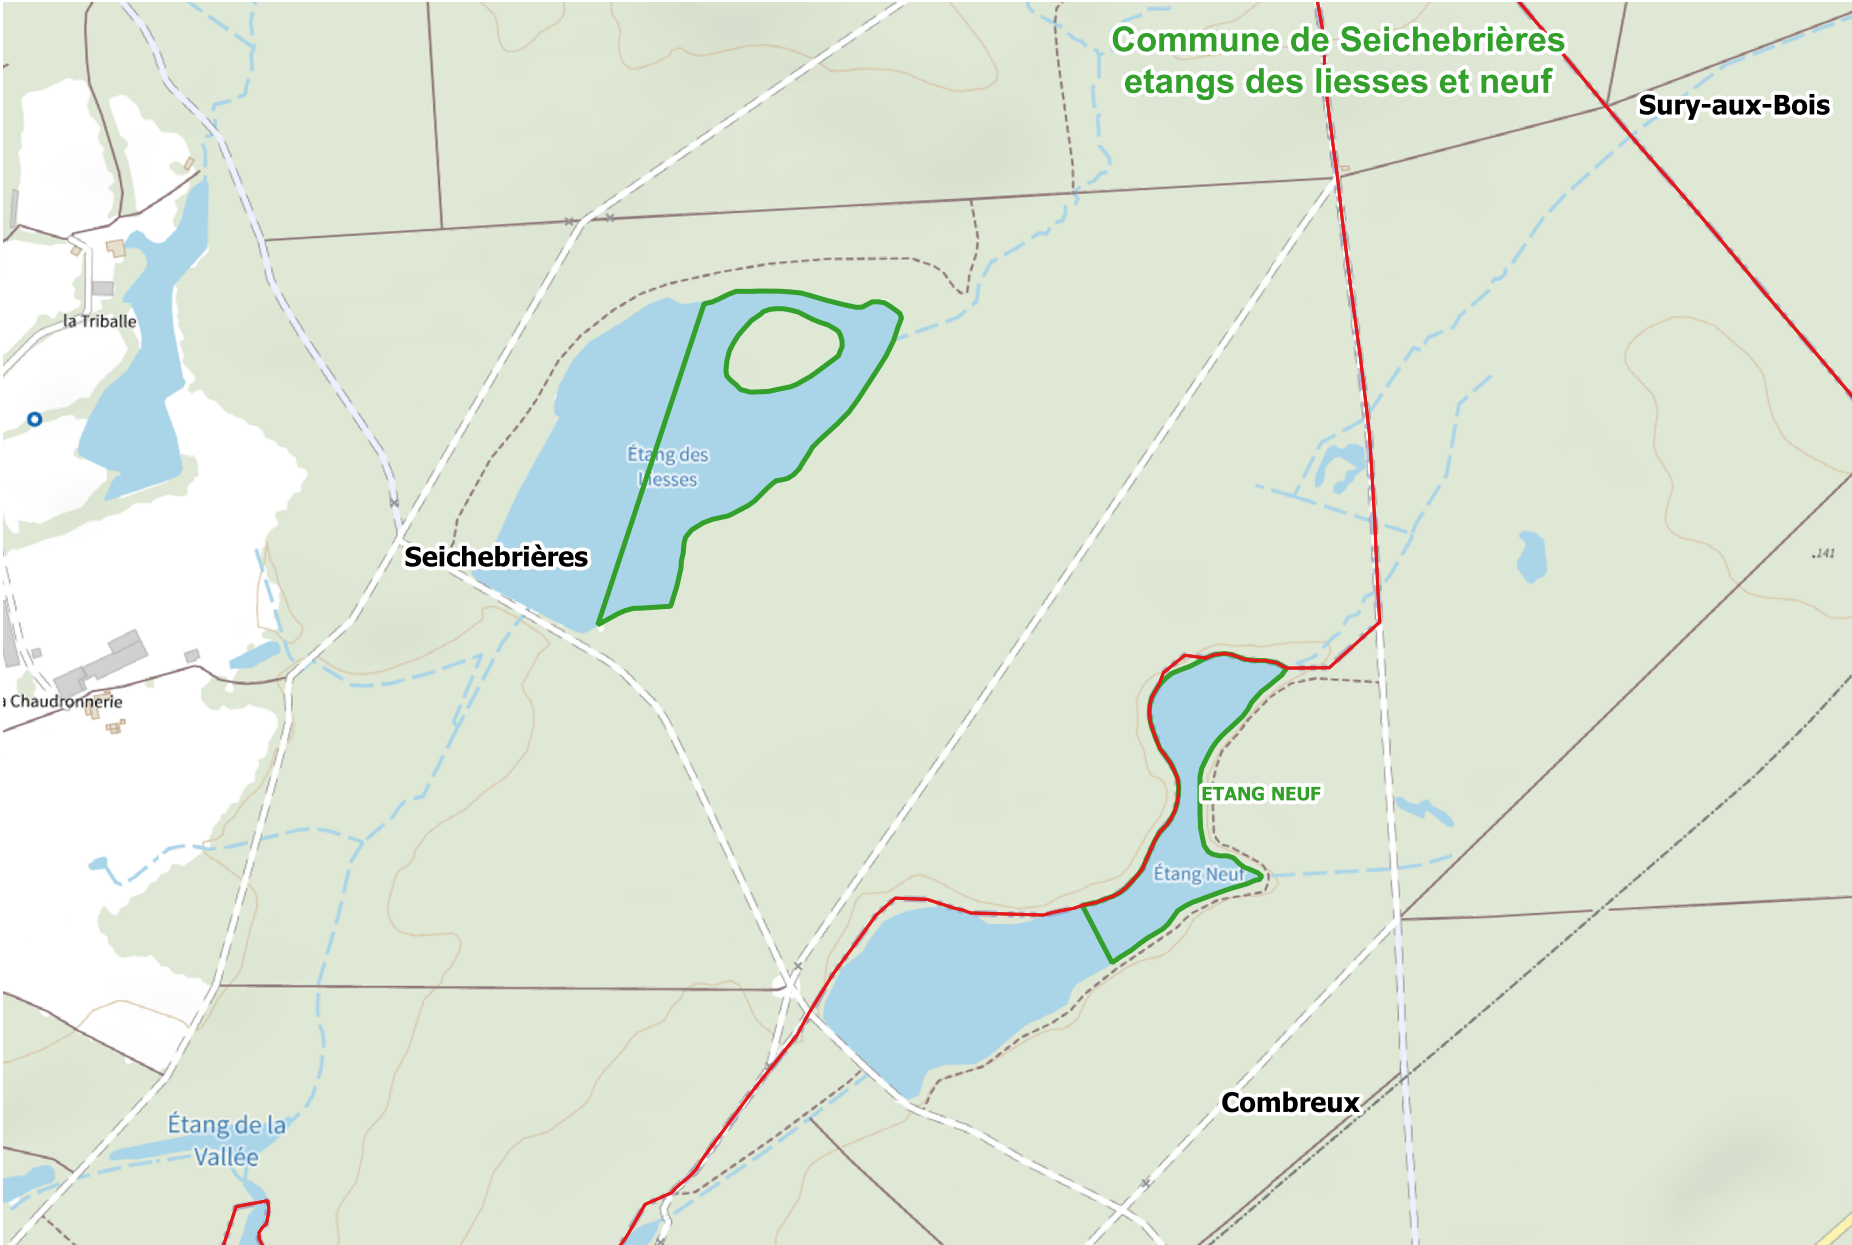 Commune de Seichebrières
etangs des liesses et neuf
Sury-aux-Bois
la Triballe
Étang des
Liesses
Seichebrières
.141
a Chaudronnerie
ETANG NEUF
Étang Neuf
Combreux
Étang de la
Vallée